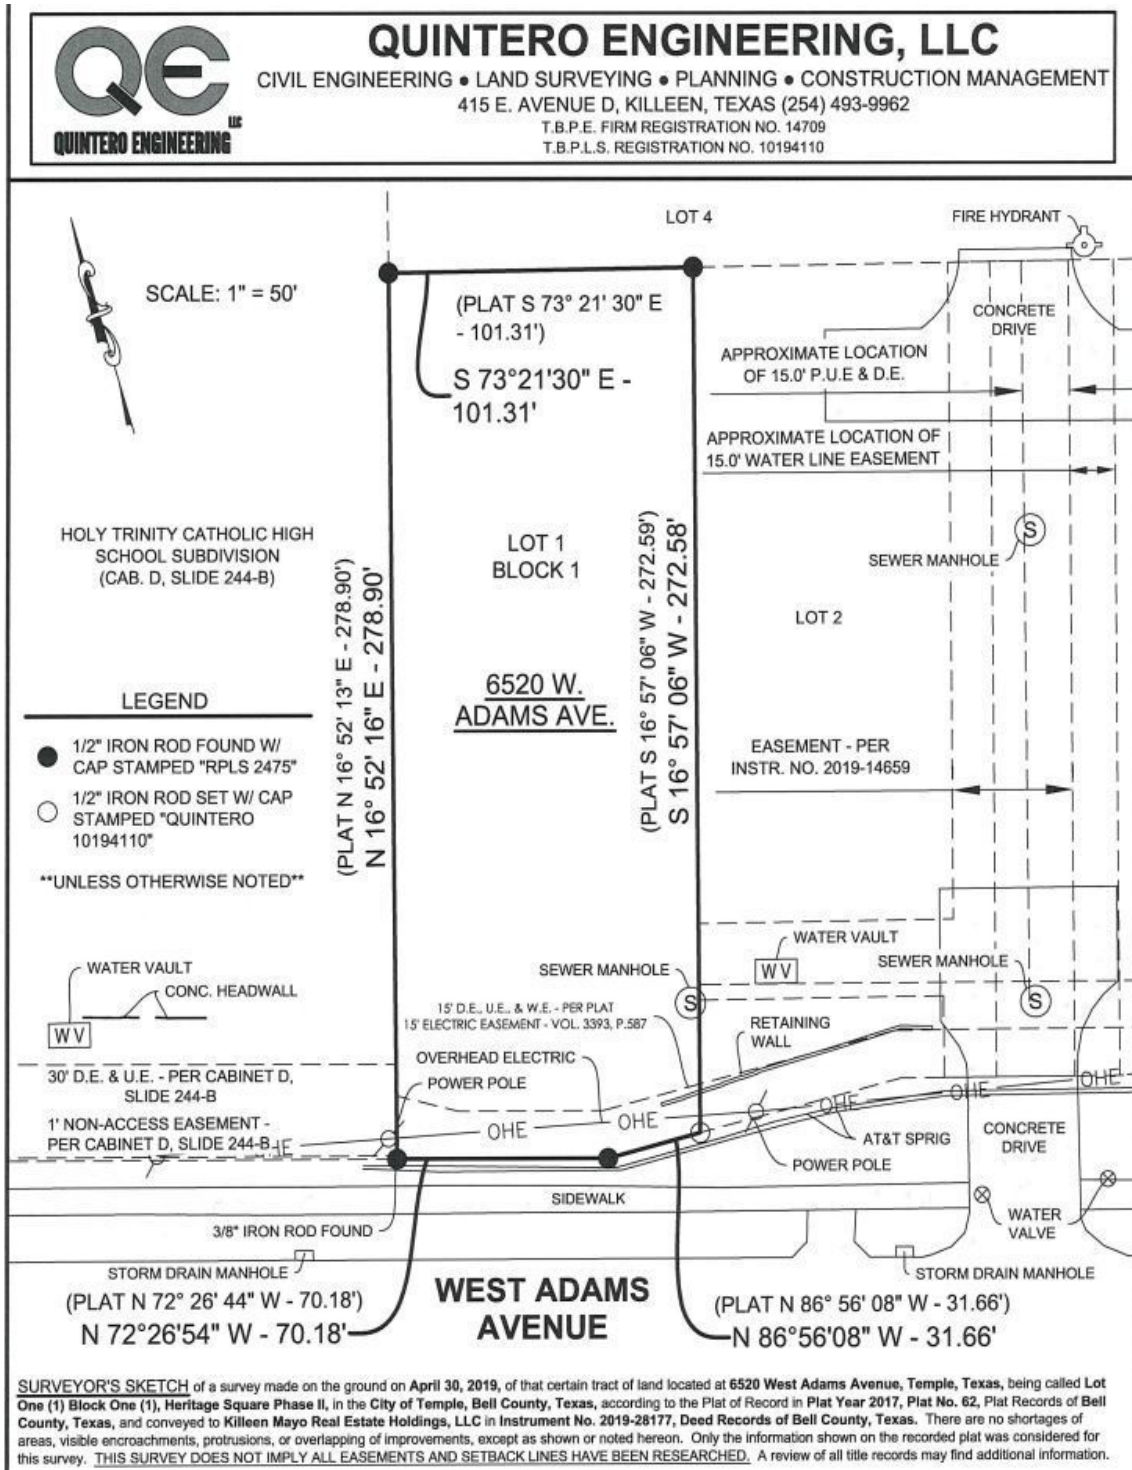 QUINTERO ENGINEERING, LLC
CIVIL ENGINEERING • LAND SURVEYING • PLANNING • CONSTRUCTION MANAGEMENT
415 E. AVENUE D, KILLEEN, TEXAS (254) 493-9962
T.B.P.E. FIRM REGISTRATION NO. 14709
T.B.P.L.S. REGISTRATION NO. 10194110
QE
LLC
QUINTERO ENGINEERING
LOT 4
FIRE HYDRANT
SCALE: 1" = 50'
(PLAT S 73° 21' 30" E
- 101.31')
S 73°21'30" E -
101.31'
CONCRETE
DRIVE
APPROXIMATE LOCATION
OF 15.0' P.U.E & D.E.
APPROXIMATE LOCATION OF
15.0' WATER LINE EASEMENT
HOLY TRINITY CATHOLIC HIGH
SCHOOL SUBDIVISION
(CAB. D, SLIDE 244-B)
LOT 1
BLOCK 1
S
SEWER MANHOLE
LOT 2
(PLAT N 16° 52' 13" E - 278.90')
N 16° 52' 16" E - 278.90'
(PLAT S 16° 57' 06" W - 272.59')
S 16° 57' 06" W - 272.58'
6520 W.
ADAMS AVE.
LEGEND
1/2" IRON ROD FOUND W/
CAP STAMPED "RPLS 2475"
1/2" IRON ROD SET W/ CAP
STAMPED "QUINTERO
10194110"
**UNLESS OTHERWISE NOTED**
EASEMENT - PER
INSTR. NO. 2019-14659
WATER VAULT
WV
SEWER MANHOLE
S
WATER VAULT
CONC. HEADWALL
WV
SEWER MANHOLE
S
15' D.E., U.E., & W.E. - PER PLAT
15' ELECTRIC EASEMENT - VOL. 3393, P.587
RETAINING
WALL
OVERHEAD ELECTRIC
POWER POLE
30' D.E. & U.E. - PER CABINET D,
SLIDE 244-B
1' NON-ACCESS EASEMENT -
PER CABINET D, SLIDE 244-B
HE
OHE
OHE
OHE
OHE
OHE
AT&T SPRIG
POWER POLE
CONCRETE
DRIVE
SIDEWALK
WATER
VALVE
3/8" IRON ROD FOUND
STORM DRAIN MANHOLE
STORM DRAIN MANHOLE
(PLAT N 72° 26' 44" W - 70.18')
N 72°26'54" W - 70.18'
WEST ADAMS
AVENUE
(PLAT N 86° 56' 08" W - 31.66')
N 86°56'08" W - 31.66'
SURVEYOR'S SKETCH of a survey made on the ground on April 30, 2019, of that certain tract of land located at 6520 West Adams Avenue, Temple, Texas, being called Lot
One (1) Block One (1), Heritage Square Phase II, in the City of Temple, Bell County, Texas, according to the Plat of Record in Plat Year 2017, Plat No. 62, Plat Records of Bell
County, Texas, and conveyed to Killeen Mayo Real Estate Holdings, LLC in Instrument No. 2019-28177, Deed Records of Bell County, Texas. There are no shortages of
areas, visible encroachments, protrusions, or overlapping of improvements, except as shown or noted hereon. Only the information shown on the recorded plat was considered for
this survey. THIS SURVEY DOES NOT IMPLY ALL EASEMENTS AND SETBACK LINES HAVE BEEN RESEARCHED. A review of all title records may find additional information.